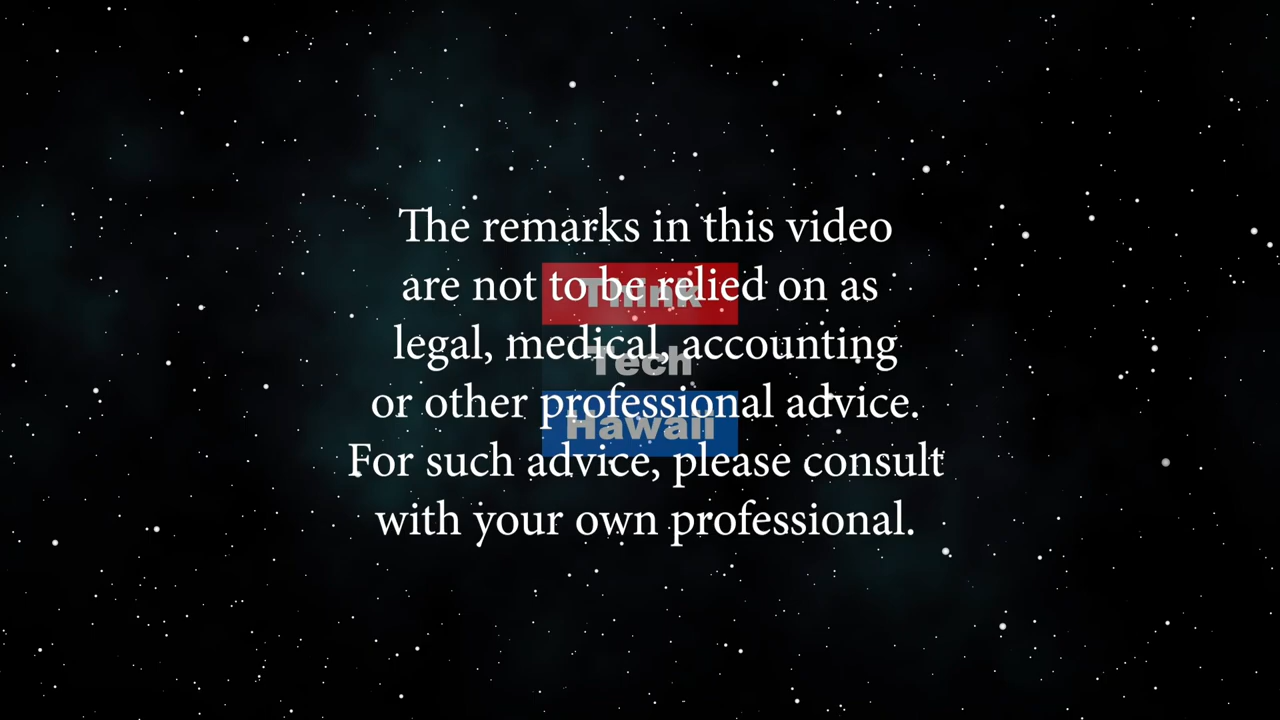 The remarks in this video
are not to be relied on as
legal, medical, accounting
or other professional advice.
For such advice, please consult
with your own professional.
Think
Tech
Hawaii